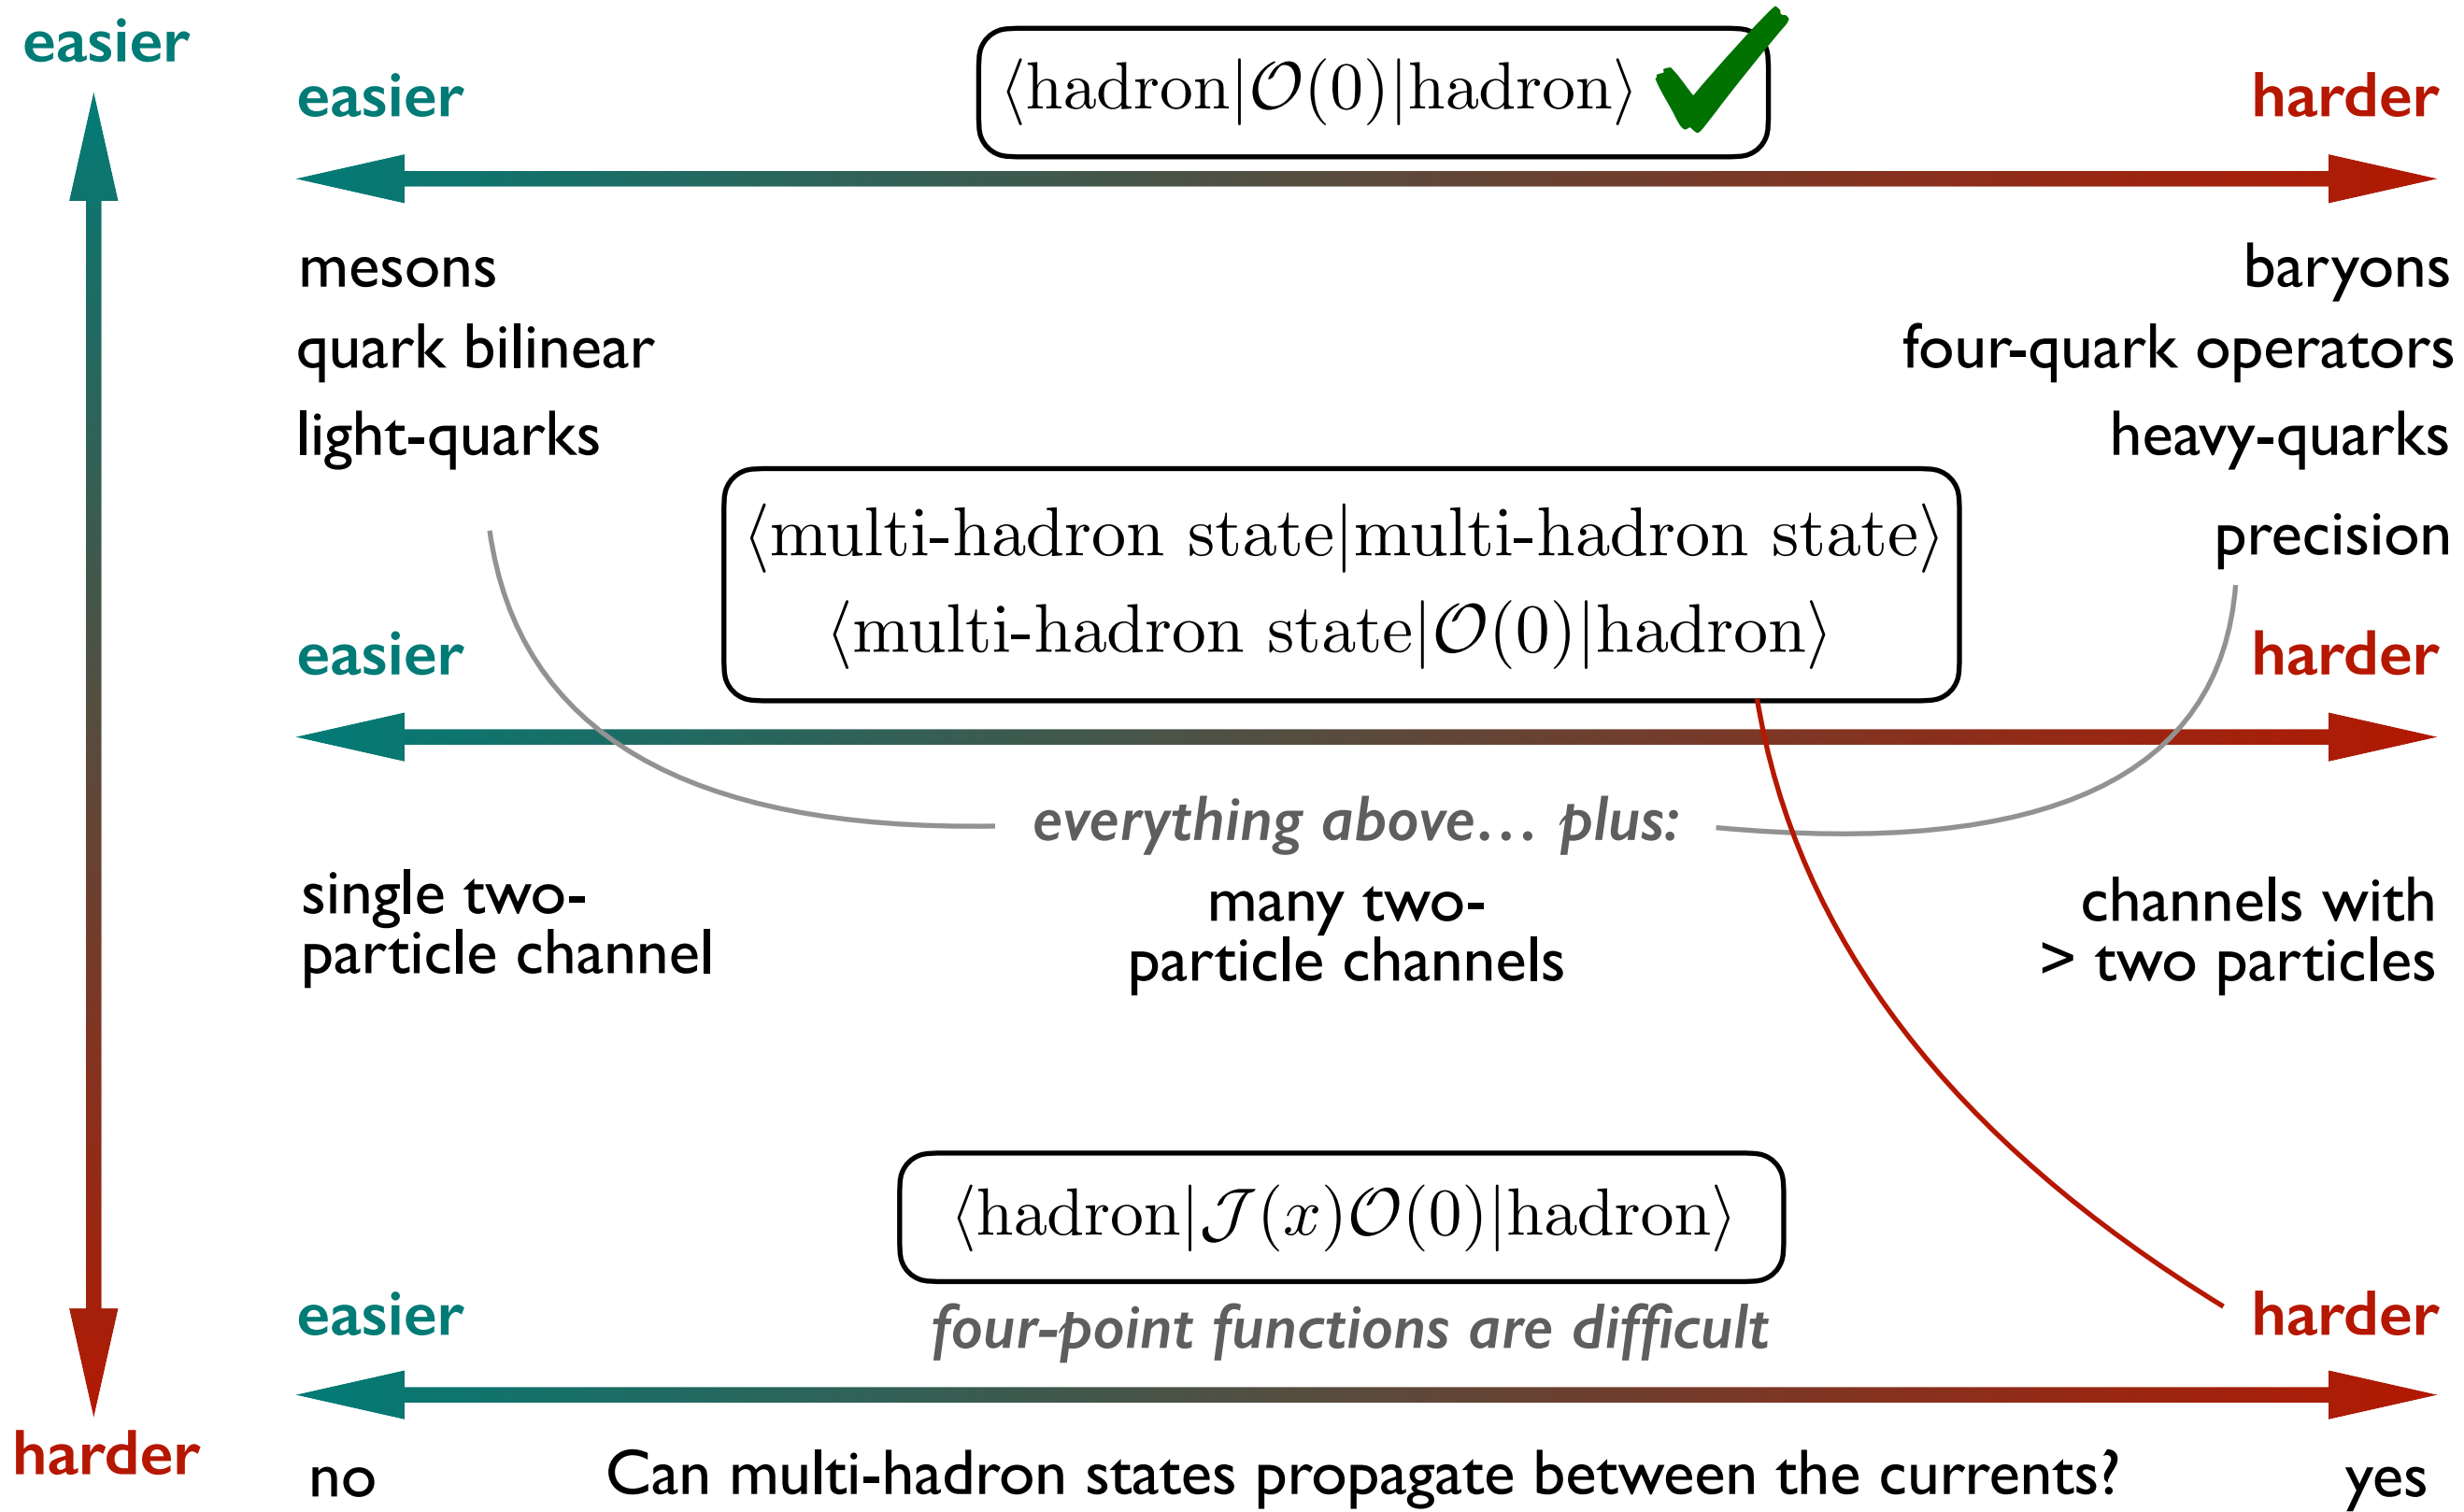 easier
easier
⟨hadron|𝒪(0)|hadron⟩
harder
mesons
baryons
quark bilinear
four-quark operators
light-quarks
heavy-quarks
precision
⟨multi-hadron state|multi-hadron state⟩
⟨multi-hadron state|𝒪(0)|hadron⟩
easier
harder
everything above... plus:
single two-
particle channel
many two-
particle channels
channels with
> two particles
⟨hadron|𝒥(x)𝒪(0)|hadron⟩
easier
four-point functions are difficult
harder
harder
no
Can multi-hadron states propagate between the currents?
yes